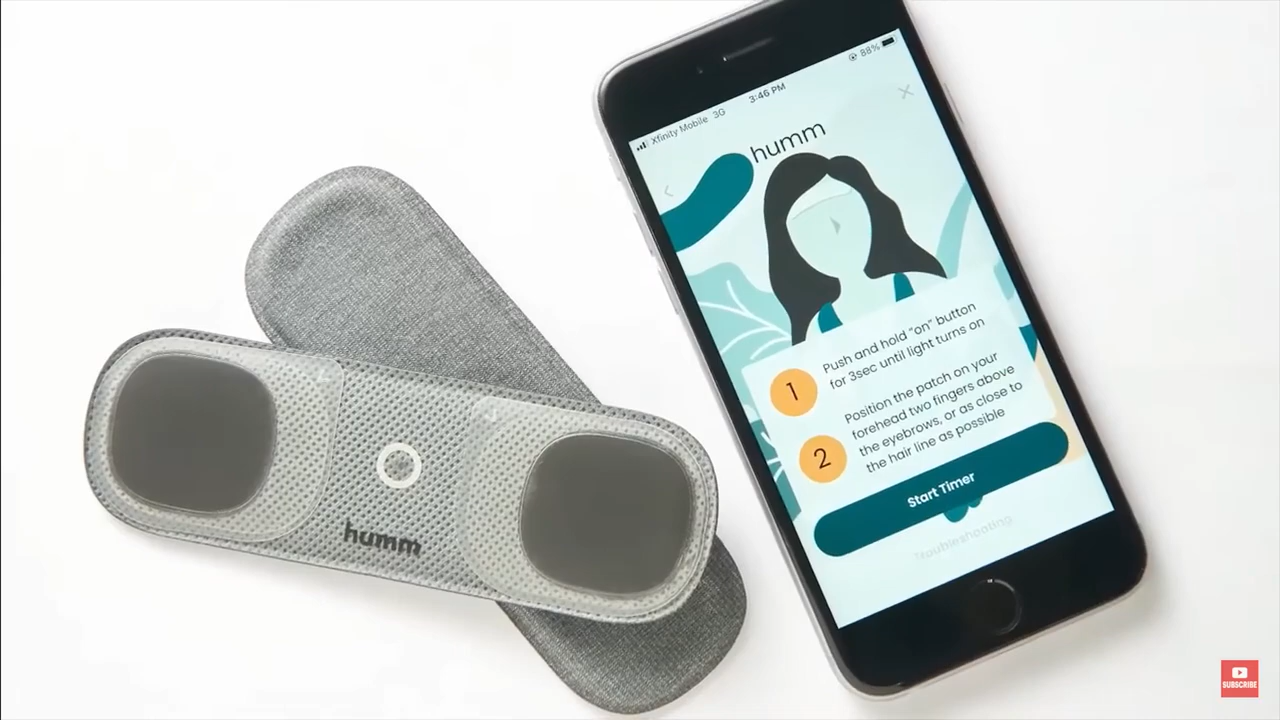 Xfinity Mobile 3G
3:46 PM
88%
humm
1
Push and hold "on" button
for 3sec until light turns on
2
Position the patch on your
forehead two fingers above
the eyebrows, or as close to
the hair line as possible
Start Timer
Troubleshooting
humm
SUBSCRIBE